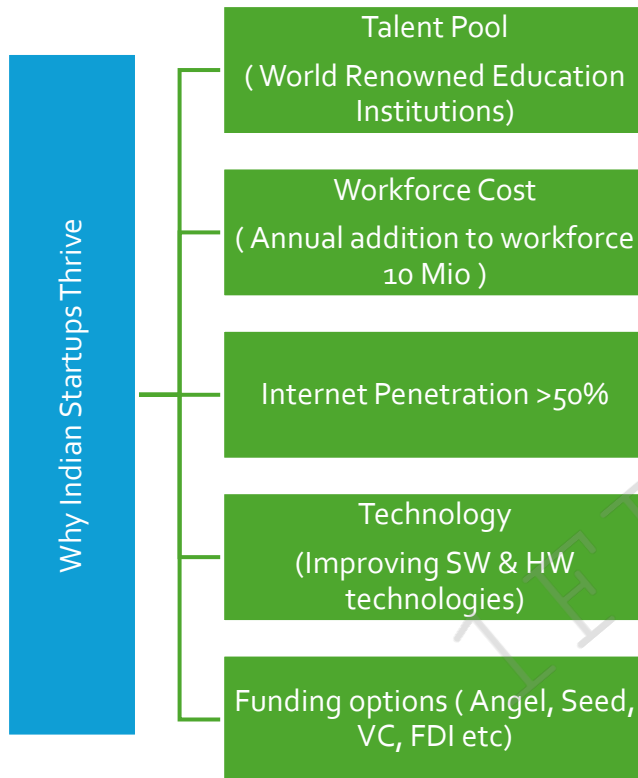 Why Indian Startups Thrive
Talent Pool
( World Renowned Education
Institutions)
Workforce Cost
( Annual addition to workforce
10 Mio )
Internet Penetration >50%
Technology
(Improving SW & HW
technologies)
Funding options ( Angel, Seed,
VC, FDI etc)